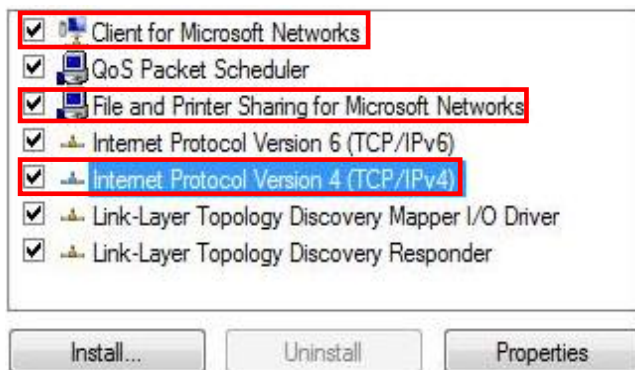 Client for Microsoft Networks
QoS Packet Scheduler
File and Printer Sharing for Microsoft Networks
Internet Protocol Version 6 (TCP/IPv6)
Internet Protocol Version 4 (TCP/IPv4)
Link-Layer Topology Discovery Mapper I/O Driver
Link-Layer Topology Discovery Responder
Install... Uninstall Properties